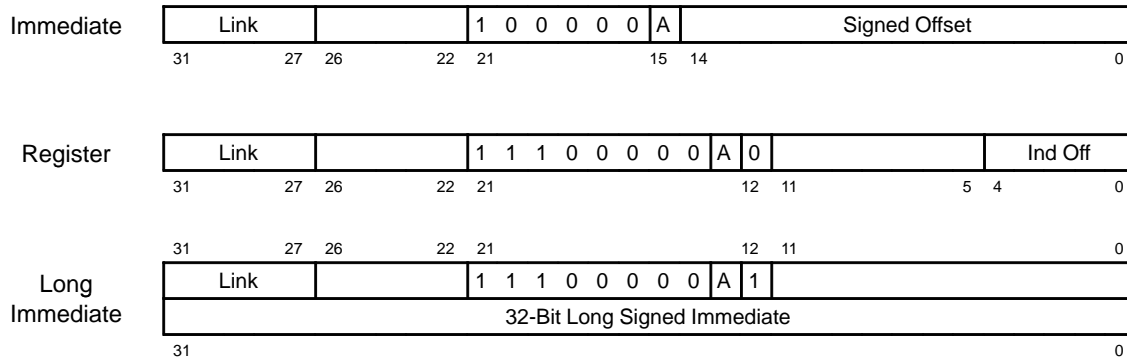 Immediate Link 1 0 0 0 0 0 A Signed Offset
31 27 26 22 21 15 14 0
Register Link 1 1 1 0 0 0 0 0 A 0 Ind Off
31 27 26 22 21 12 11 5 4 0
31 27 26 22 21 12 11 0
Long Immediate Link 1 1 1 0 0 0 0 0 A 1
32-Bit Long Signed Immediate
31 0